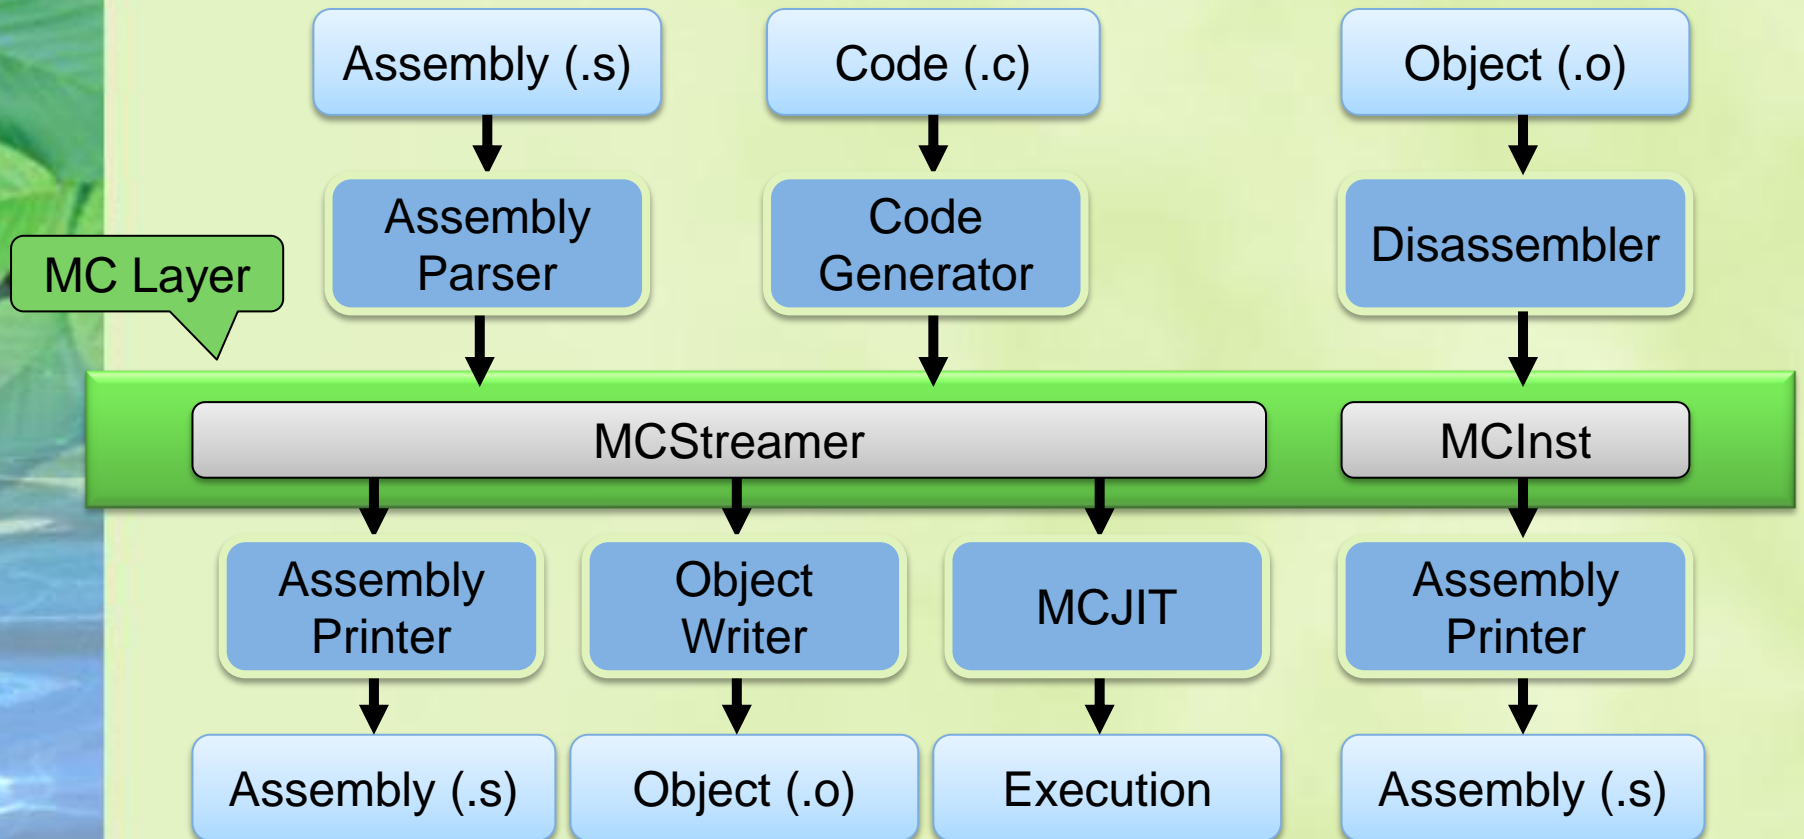 Assembly (.s)
Code (.c)
Object (.o)
Assembly
Parser
Code
Generator
Disassembler
MC Layer
MCStreamer
MCInst
Assembly
Printer
Object
Writer
MCJIT
Assembly
Printer
Assembly (.s)
Object (.o)
Execution
Assembly (.s)